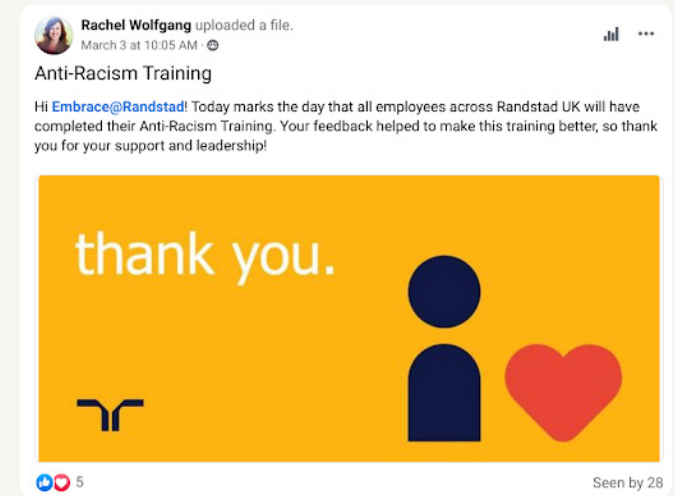 Rachel Wolfgang uploaded a file.
March 3 at 10:05 AM ·
Anti-Racism Training
Hi Embrace@Randstad! Today marks the day that all employees across Randstad UK will have
completed their Anti-Racism Training. Your feedback helped to make this training better, so thank
you for your support and leadership!
thank you.
5
Seen by 28